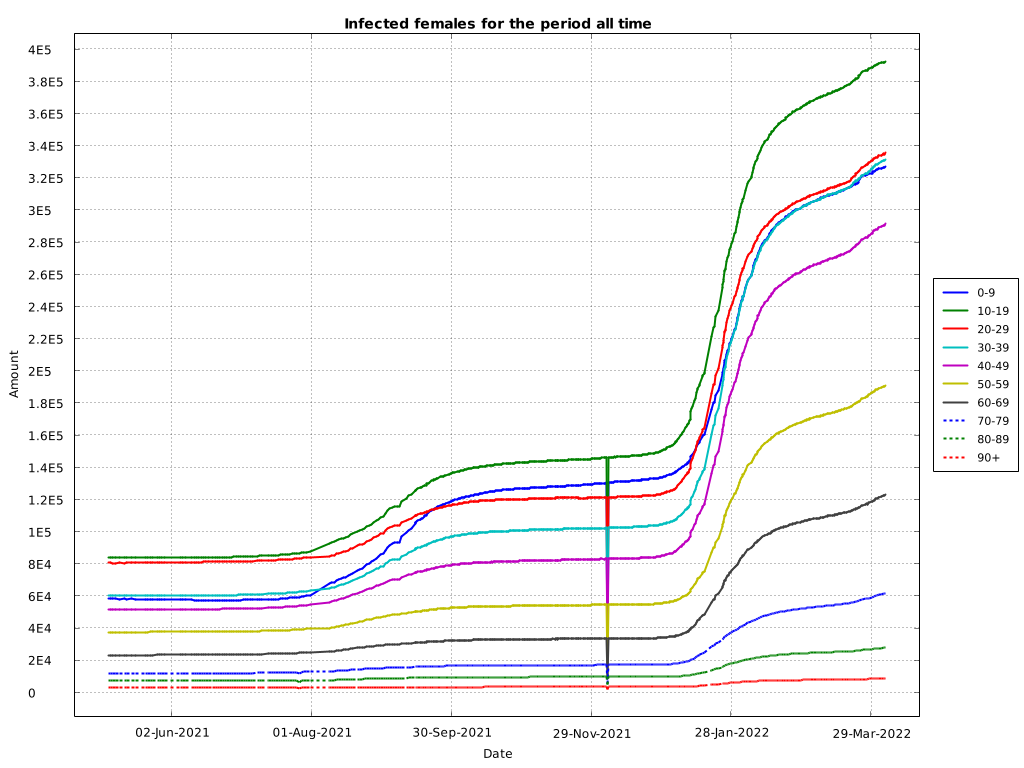 Infected females for the period all time
4E5
3.8E5
3.6E5
3.4E5
3.2E5
3E5
2.8E5
2.6E5
2.4E5
2.2E5
2E5
1.8E5
1.6E5
1.4E5
1.2E5
1E5
8E4
6E4
4E4
2E4
0
Amount
02-Jun-2021
01-Aug-2021
30-Sep-2021
29-Nov-2021
28-Jan-2022
29-Mar-2022
Date
0-9
10-19
20-29
30-39
40-49
50-59
60-69
70-79
80-89
90+